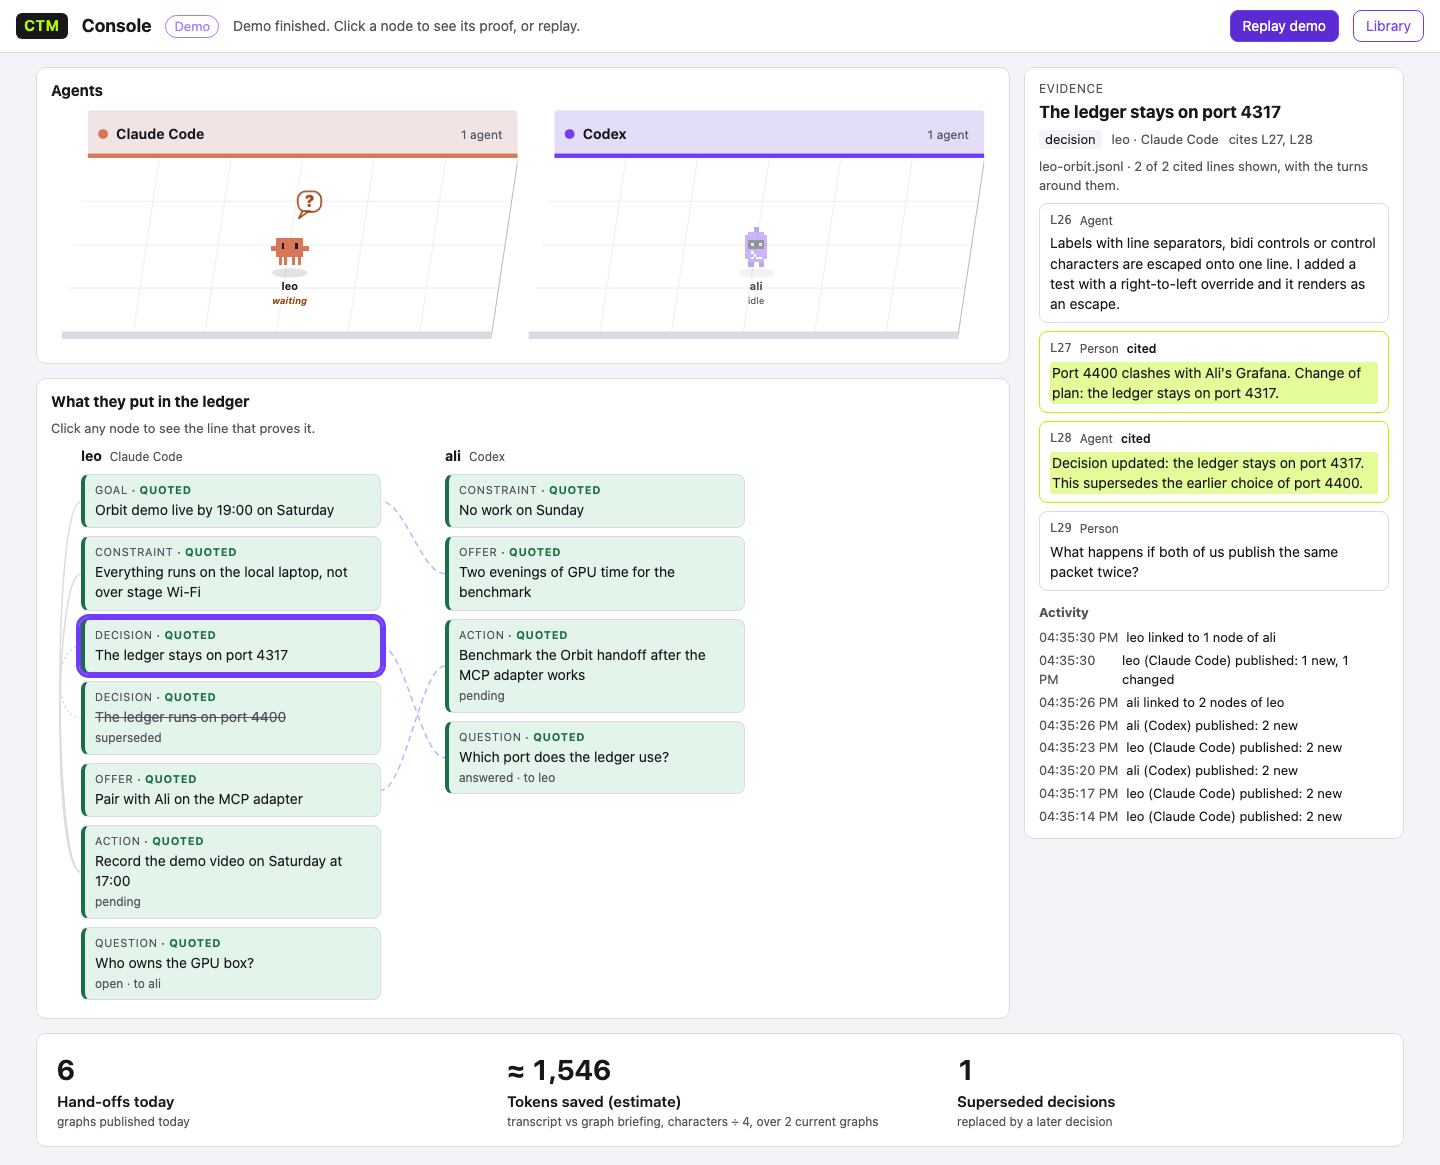 CTM Console Demo Demo finished. Click a node to see its proof, or replay. Replay demo Library
Agents
Claude Code 1 agent
?
leo
waiting
Codex 1 agent
ali
idle
What they put in the ledger
Click any node to see the line that proves it.
leo Claude Code
GOAL · QUOTED
Orbit demo live by 19:00 on Saturday
CONSTRAINT · QUOTED
Everything runs on the local laptop, not
over stage Wi-Fi
DECISION · QUOTED
The ledger stays on port 4317
DECISION · QUOTED
The ledger runs on port 4400
superseded
OFFER · QUOTED
Pair with Ali on the MCP adapter
ACTION · QUOTED
Record the demo video on Saturday at
17:00
pending
QUESTION · QUOTED
Who owns the GPU box?
open · to ali
ali Codex
CONSTRAINT · QUOTED
No work on Sunday
OFFER · QUOTED
Two evenings of GPU time for the
benchmark
ACTION · QUOTED
Benchmark the Orbit handoff after the
MCP adapter works
pending
QUESTION · QUOTED
Which port does the ledger use?
answered · to leo
EVIDENCE
The ledger stays on port 4317
decision leo · Claude Code cites L27, L28
leo-orbit.jsonl · 2 of 2 cited lines shown, with the turns
around them.
L26 Agent
Labels with line separators, bidi controls or control
characters are escaped onto one line. I added a
test with a right-to-left override and it renders as
an escape.
L27 Person cited
Port 4400 clashes with Ali's Grafana. Change of
plan: the ledger stays on port 4317.
L28 Agent cited
Decision updated: the ledger stays on port 4317.
This supersedes the earlier choice of port 4400.
L29 Person
What happens if both of us publish the same
packet twice?
Activity
04:35:30 PM leo linked to 1 node of ali
04:35:30 PM leo (Claude Code) published: 1 new, 1
changed
04:35:26 PM ali linked to 2 nodes of leo
04:35:26 PM ali (Codex) published: 2 new
04:35:23 PM leo (Claude Code) published: 2 new
04:35:20 PM ali (Codex) published: 2 new
04:35:17 PM leo (Claude Code) published: 2 new
04:35:14 PM leo (Claude Code) published: 2 new
6
Hand-offs today
graphs published today
≈ 1,546
Tokens saved (estimate)
transcript vs graph briefing, characters ÷ 4, over 2 current graphs
1
Superseded decisions
replaced by a later decision